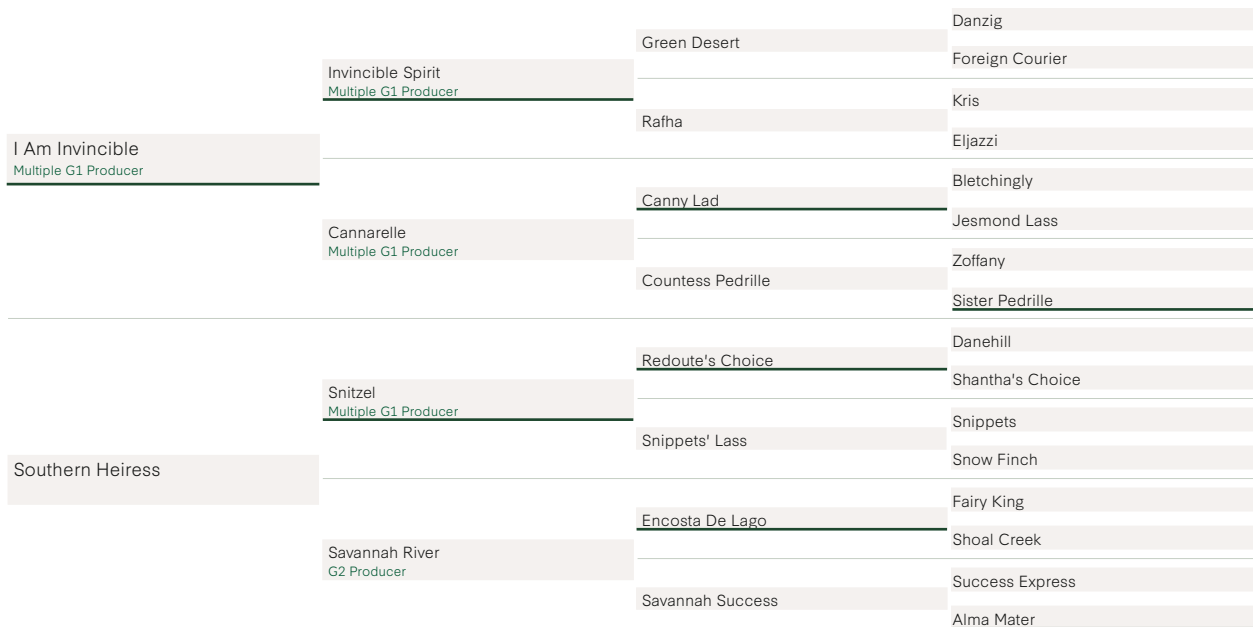 Danzig
Green Desert
Foreign Courier
Invincible Spirit
Multiple G1 Producer
Kris
Rafha
Eljazzi
I Am Invincible
Multiple G1 Producer
Bletchingly
Canny Lad
Jesmond Lass
Cannarelle
Multiple G1 Producer
Zoffany
Countess Pedrille
Sister Pedrille
Danehill
Redoute's Choice
Shantha's Choice
Snitzel
Multiple G1 Producer
Snippets
Snippets' Lass
Snow Finch
Southern Heiress
Fairy King
Encosta De Lago
Shoal Creek
Savannah River
G2 Producer
Success Express
Savannah Success
Alma Mater